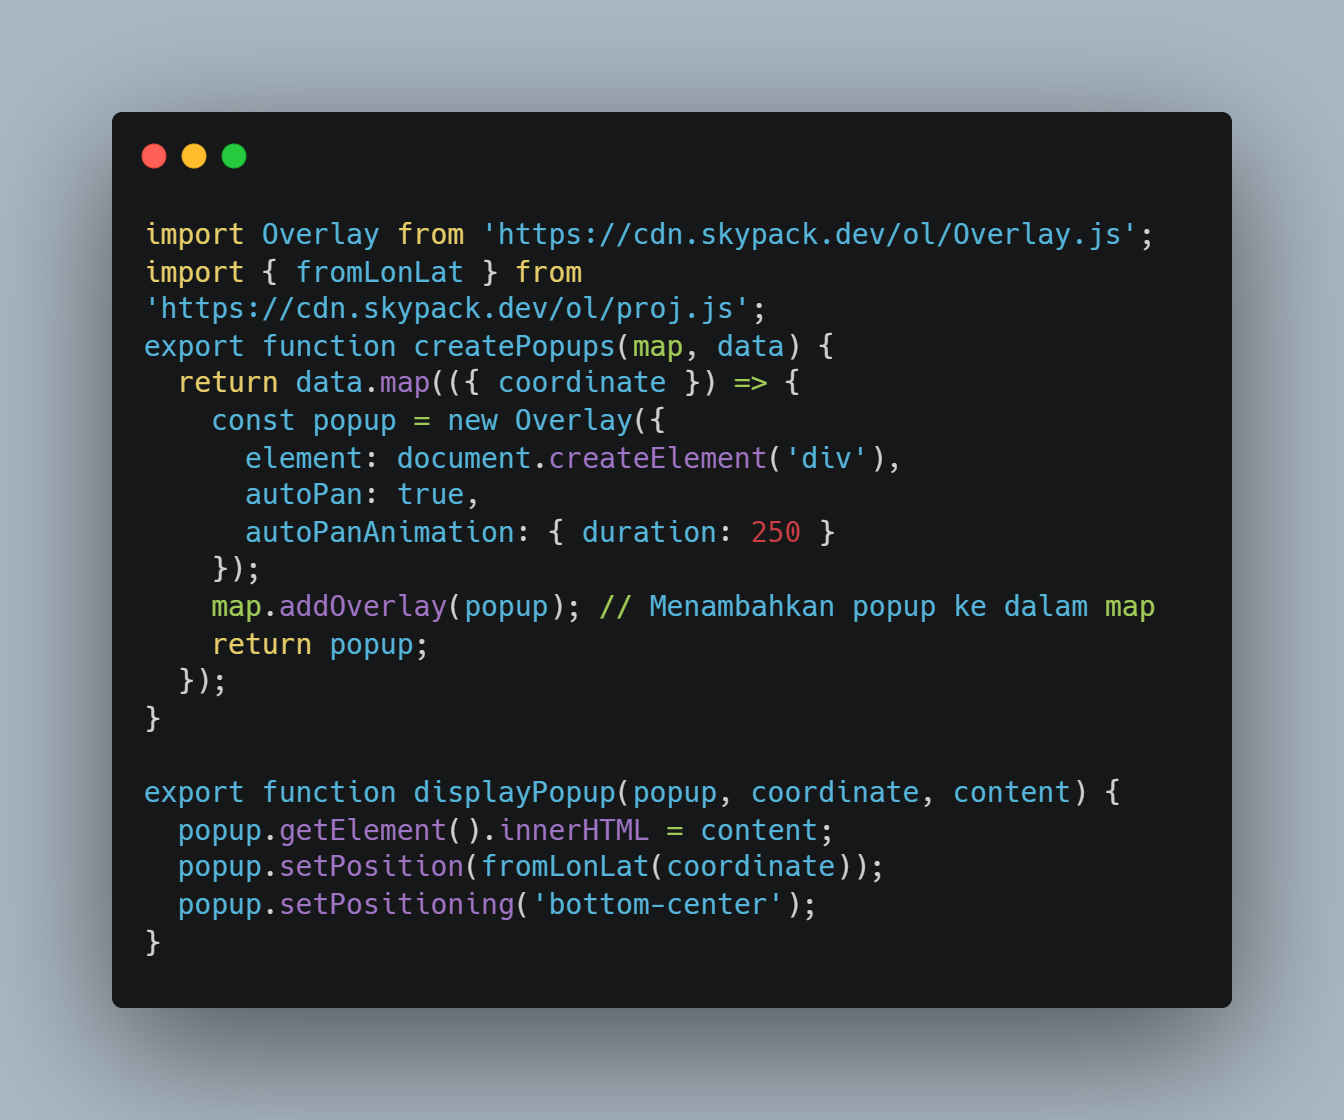 import Overlay from 'https://cdn.skypack.dev/ol/Overlay.js';
import { fromLonLat } from
'https://cdn.skypack.dev/ol/proj.js';
export function createPopups(map, data) {
  return data.map(({ coordinate }) => {
    const popup = new Overlay({
      element: document.createElement('div'),
      autoPan: true,
      autoPanAnimation: { duration: 250 }
    });
    map.addOverlay(popup); // Menambahkan popup ke dalam map
    return popup;
  });
}

export function displayPopup(popup, coordinate, content) {
  popup.getElement().innerHTML = content;
  popup.setPosition(fromLonLat(coordinate));
  popup.setPositioning('bottom-center');
}